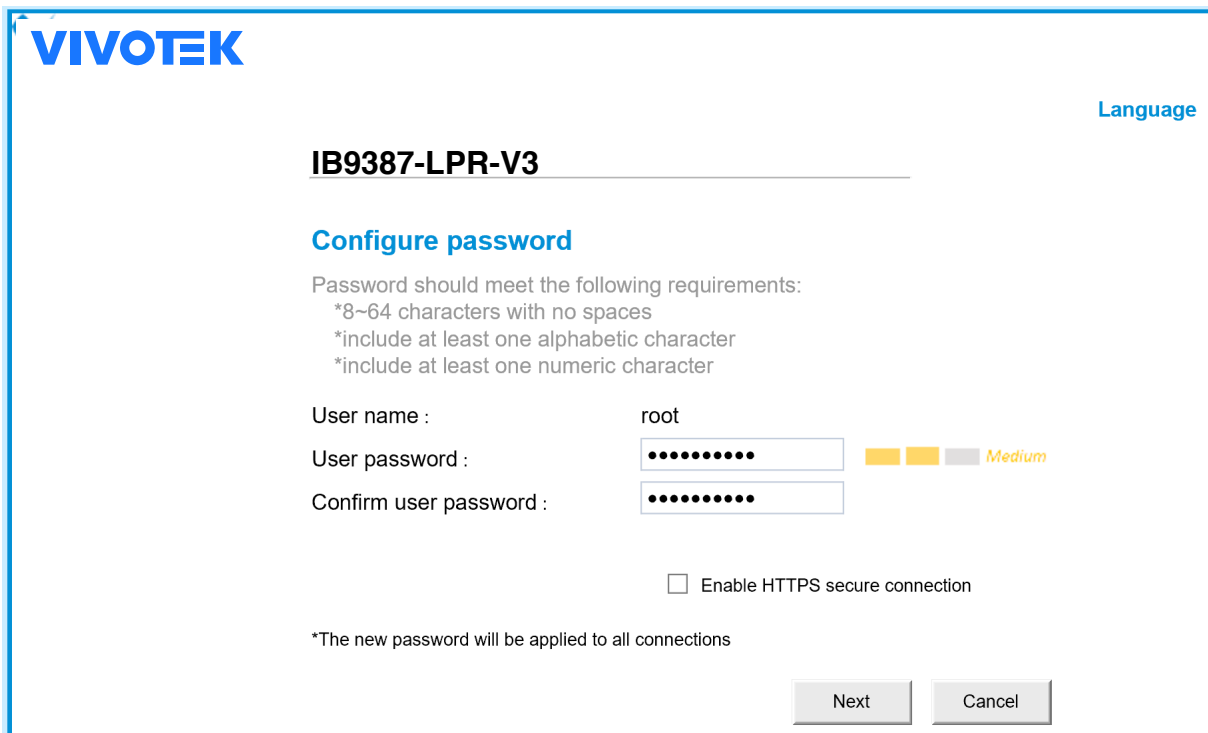 VIVOTEK
Language
IB9387-LPR-V3
Configure password
Password should meet the following requirements:
*8~64 characters with no spaces
*include at least one alphabetic character
*include at least one numeric character
User name : root
User password : •••••••••• Medium
Confirm user password : ••••••••••
Enable HTTPS secure connection
*The new password will be applied to all connections
Next Cancel